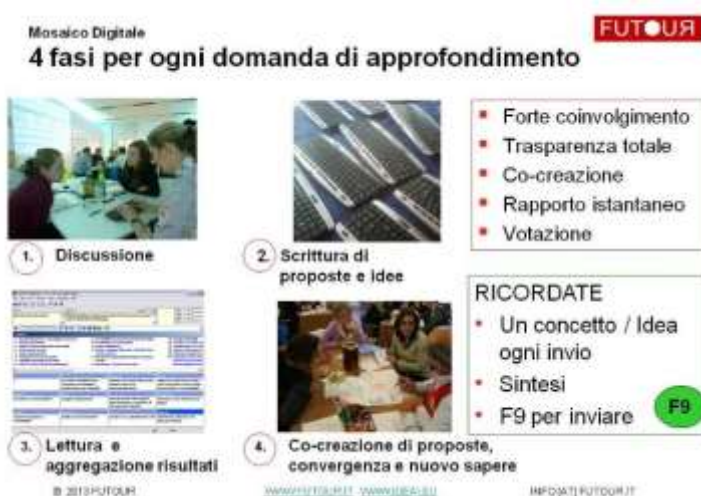 Mosaico Digitale
4 fasi per ogni domanda di approfondimento
FUTOUR
1. Discussione
2. Scrittura di
proposte e idee
Forte coinvolgimento
Trasparenza totale
Co-creazione
Rapporto istantaneo
Votazione
3. Lettura e
aggregazione risultati
4. Co-creazione di proposte,
convergenza e nuovo sapere
RICORDATE
Un concetto / Idea
ogni invio
Sintesi
F9 per inviare
F9
© 2013 FUTOUR
WWW.FUTOUR.IT - WWW.IDEAI.EU
INFO(AT)FUTOUR.IT